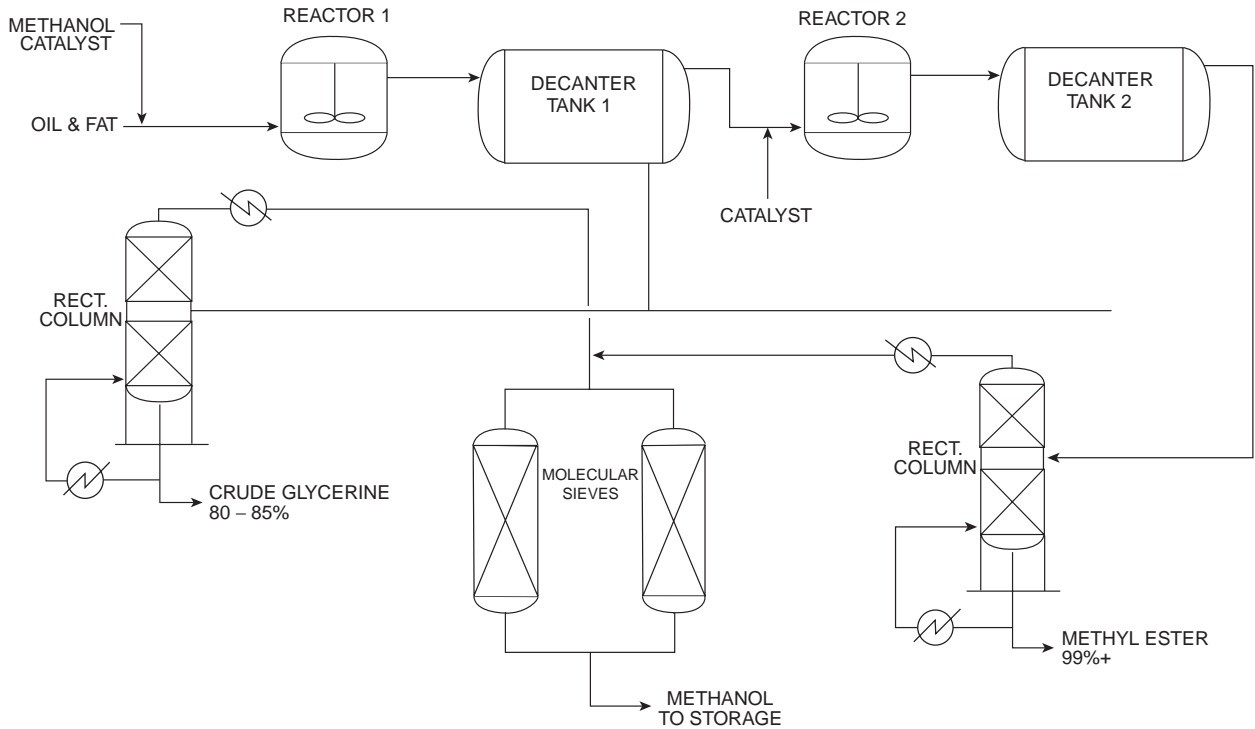 METHANOL
CATALYST
OIL & FAT
REACTOR 1
DECANTER
TANK 1
REACTOR 2
DECANTER
TANK 2
CATALYST
RECT.
COLUMN
CRUDE GLYCERINE
80 – 85%
MOLECULAR
SIEVES
RECT.
COLUMN
METHYL ESTER
99%+
METHANOL
TO STORAGE